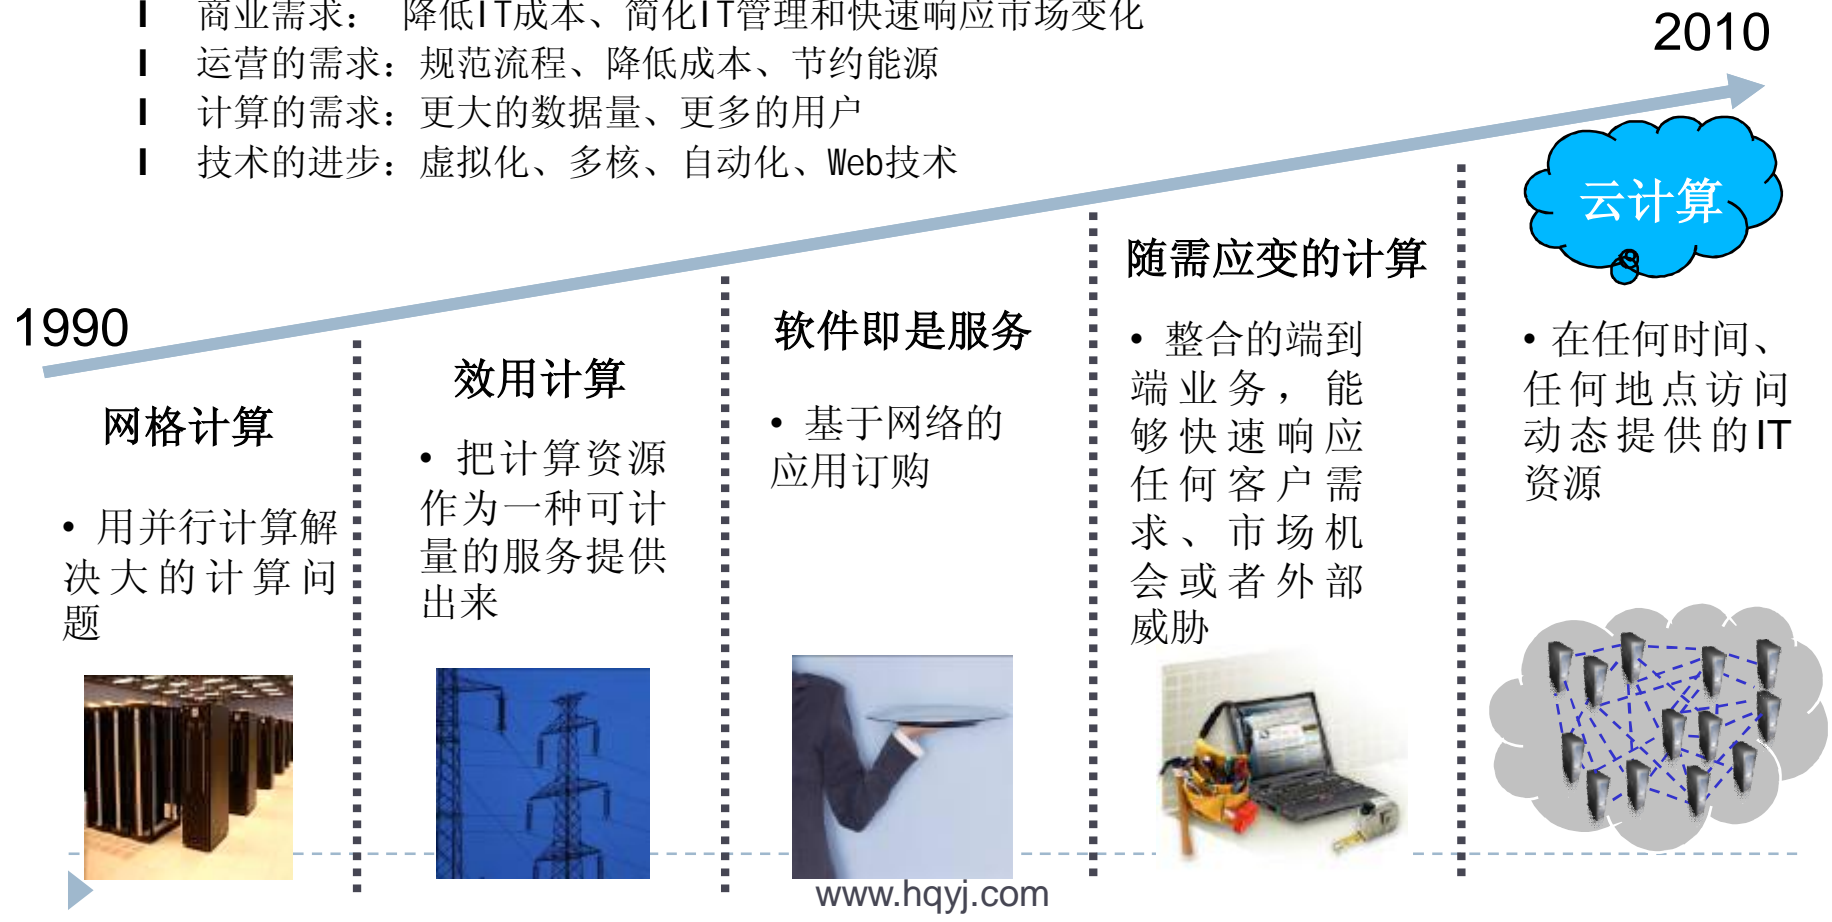 商业需求： 降低IT成本、简化IT管理和快速响应市场变化
运营的需求：规范流程、降低成本、节约能源
计算的需求：更大的数据量、更多的用户
技术的进步：虚拟化、多核、自动化、Web技术
2010
1990
网格计算
• 用并行计算解
决大的计算问
题
效用计算
• 把计算资源
作为一种可计
量的服务提供
出来
软件即是服务
• 基于网络的
应用订购
随需应变的计算
• 整合的端到
端业务，能
够快速响应
任何客户需
求、市场机
会或者外部
威胁
云计算
• 在任何时间、
任何地点访问
动态提供的IT
资源
www.hqyj.com